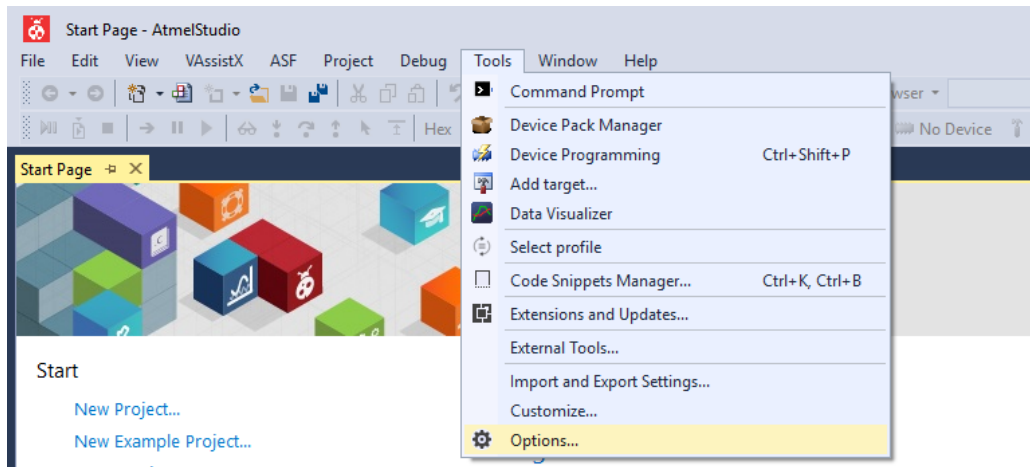 Start Page - AtmelStudio
File Edit View VAssistX ASF Project Debug Tools Window Help
Hex
No Device
Start Page
Command Prompt
Device Pack Manager
Device Programming Ctrl+Shift+P
Add target...
Data Visualizer
Select profile
Code Snippets Manager... Ctrl+K, Ctrl+B
Extensions and Updates...
External Tools...
Import and Export Settings...
Customize...
Options...
Start
New Project...
New Example Project...